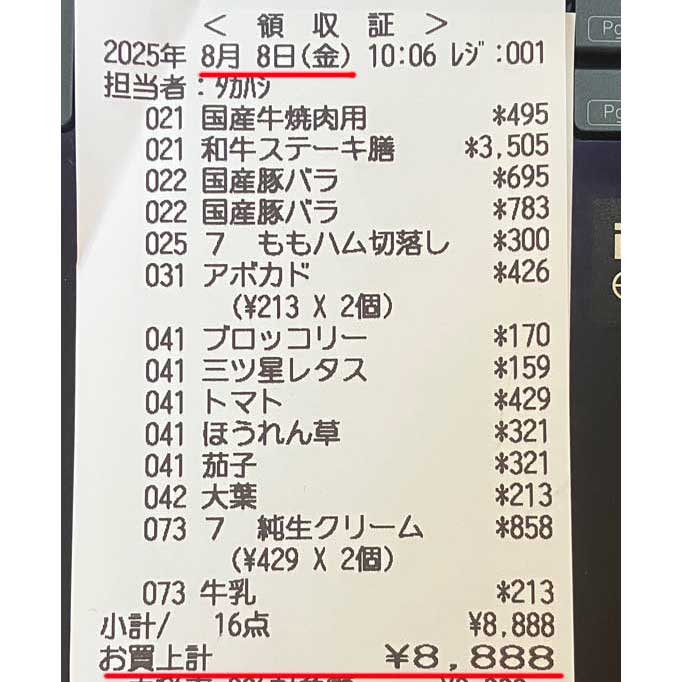 < 領収証 >
2025年 8月 8日(金) 10:06 ﾚｼﾞ:001
担当者:ﾀｶﾊｼ
021 国産牛焼肉用 *495
021 和牛ステーキ膳 *3,505
022 国産豚バラ *695
022 国産豚バラ *783
025 7 ももハム切落し *300
031 アボカド *426
(¥213 X 2個)
041 ブロッコリー *170
041 三ツ星レタス *159
041 トマト *429
041 ほうれん草 *321
041 茄子 *321
042 大葉 *213
073 7 純生クリーム *858
(¥429 X 2個)
073 牛乳 *213
小計/ 16点 ¥8,888
お買上計 ¥8,888
Pg
Pg